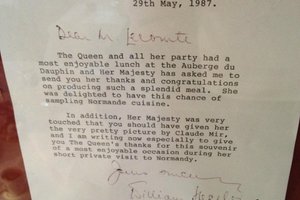 29th May, 1987.
Dear M. Lecomte
The Queen and all her party had a
most enjoyable lunch at the Auberge du
Dauphin and Her Majesty has asked me to
send you her thanks and congratulations
on producing such a splendid meal. She
was delighted to have this chance of
sampling Normande cuisine.
In addition, Her Majesty was very
touched that you should have given her
the very pretty picture by Claude Mir,
and I am writing now especially to give
you The Queen's thanks for this souvenir
of a most enjoyable occasion during her
short private visit to Normandy.
William